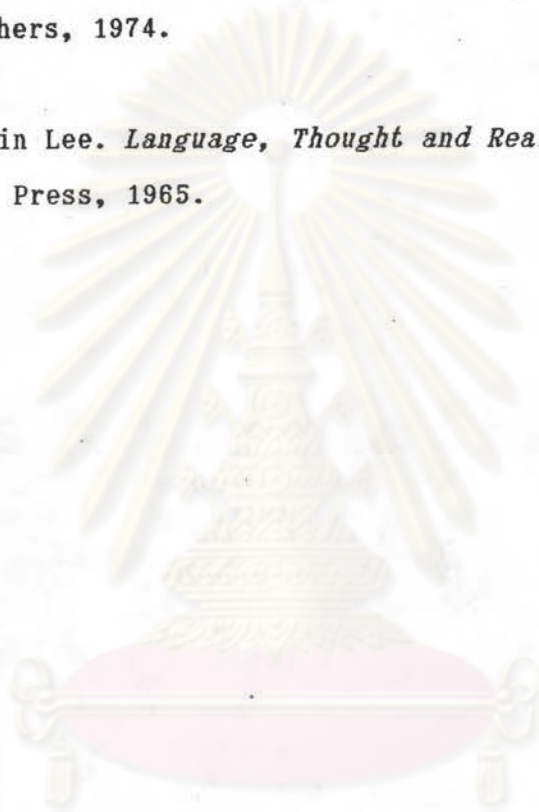 hers, 1974.
in Lee. Language, Thought and Rea
Press, 1965.